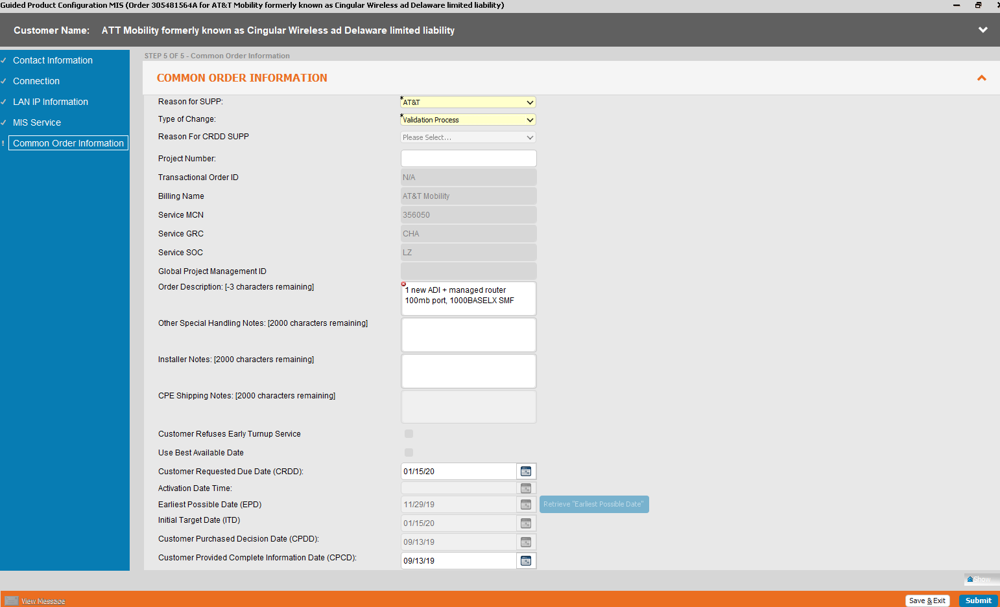 Guided Product Configuration MIS (Order 305481564A for AT&T Mobility formerly known as Cingular Wireless ad Delaware limited liability)
Customer Name: ATT Mobility formerly known as Cingular Wireless ad Delaware limited liability
Contact Information
Connection
LAN IP Information
MIS Service
Common Order Information
STEP 5 OF 5 - Common Order Information
COMMON ORDER INFORMATION
Reason for SUPP: * AT&T
Type of Change: * Validation Process
Reason For CRDD SUPP Please Select...
Project Number:
Transactional Order ID N/A
Billing Name AT&T Mobility
Service MCN 356050
Service GRC CHA
Service SOC LZ
Global Project Management ID
Order Description: [-3 characters remaining]
1 new ADI + managed router
100mb port, 1000BASELX SMF
Other Special Handling Notes: [2000 characters remaining]
Installer Notes: [2000 characters remaining]
CPE Shipping Notes: [2000 characters remaining]
Customer Refuses Early Turnup Service
Use Best Available Date
Customer Requested Due Date (CRDD): 01/15/20
Activation Date Time:
Earliest Possible Date (EPD) 11/29/19 Retrieve "Earliest Possible Date"
Initial Target Date (ITD) 01/15/20
Customer Purchased Decision Date (CPDD): 09/13/19
Customer Provided Complete Information Date (CPCD): 09/13/19
Show
View Message
Save & Exit
Submit